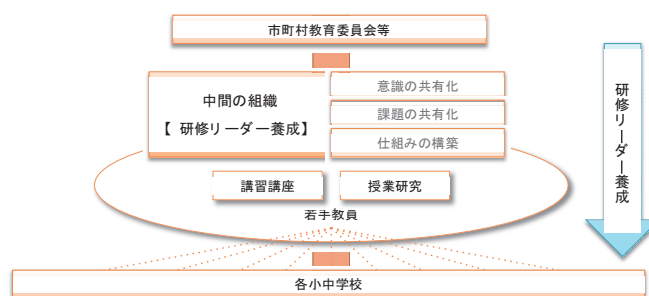 市町村教育委員会等
中間の組織
【 研修リーダー養成】
意識の共有化
課題の共有化
仕組みの構築
講習講座
授業研究
若手教員
各小中学校
研修リーダー養成